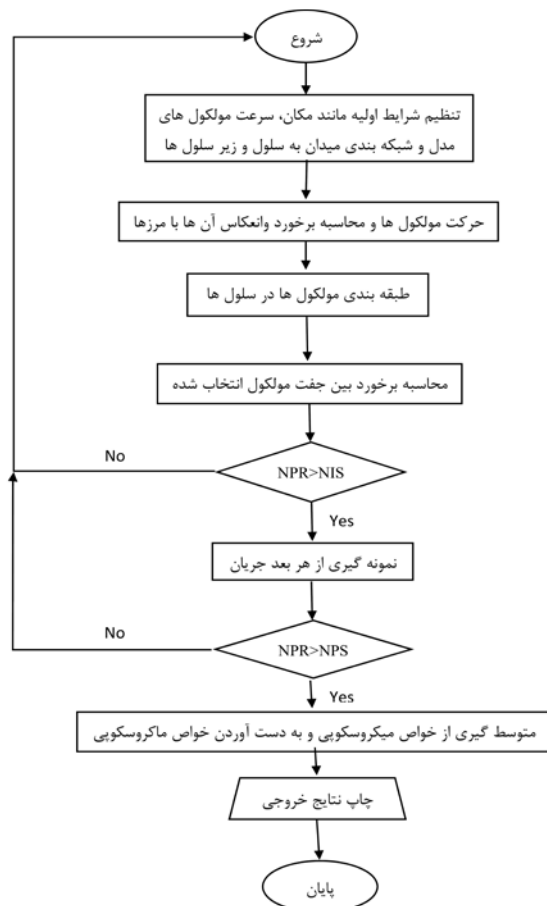 شروع
تنظیم شرایط اولیه مانند مکان، سرعت مولکول های
مدل و شبکه بندی میدان به سلول و زیر سلول ها
حرکت مولکول ها و محاسبه برخورد وانعکاس آن ها با مرزها
طبقه بندی مولکول ها در سلول ها
محاسبه برخورد بین جفت مولکول انتخاب شده
No
NPR>NIS
Yes
نمونه گیری از هر بعد جریان
No
NPR>NPS
Yes
متوسط گیری از خواص میکروسکوپی و به دست آوردن خواص ماکروسکوپی
چاپ نتایج خروجی
پایان